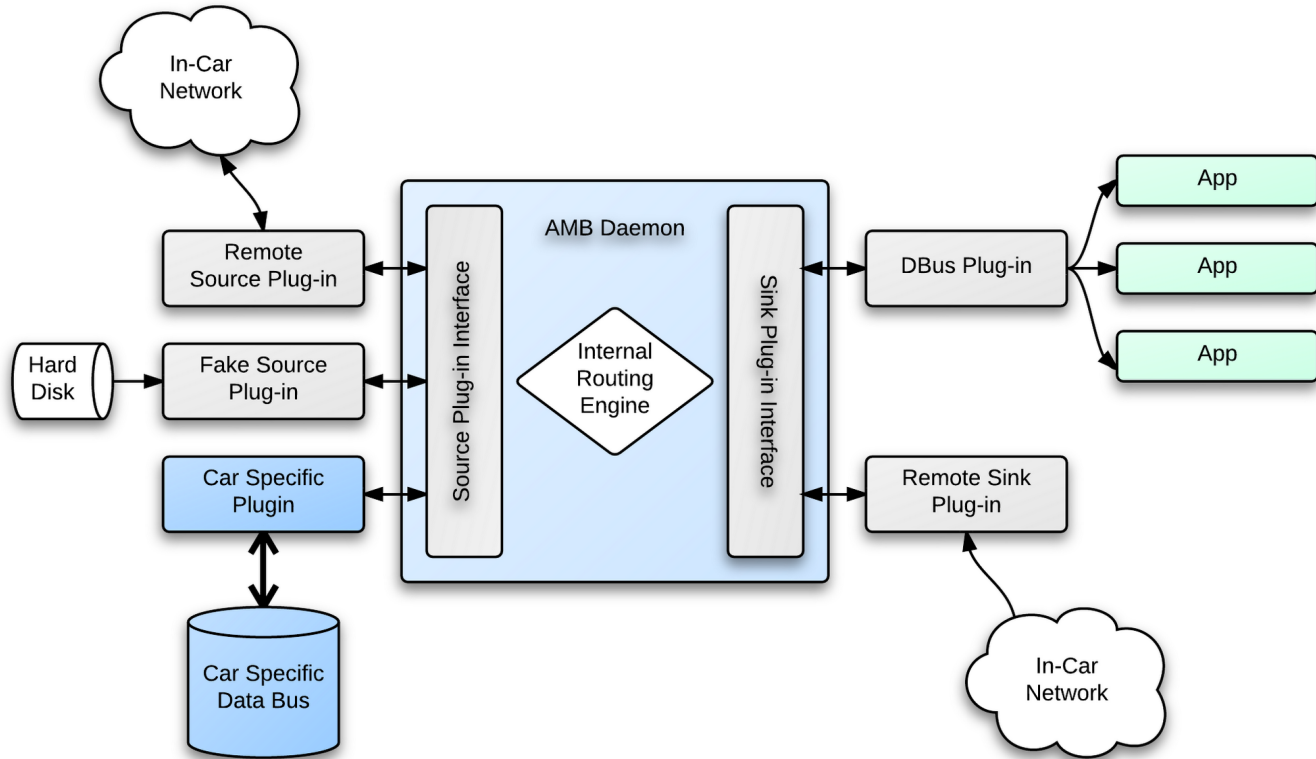 In-Car
Network
Remote
Source Plug-in
Hard
Disk
Fake Source
Plug-in
Car Specific
Plugin
Car Specific
Data Bus
Source Plug-in Interface
AMB Daemon
Internal
Routing
Engine
Sink Plug-in Interface
DBus Plug-in
App
App
App
Remote Sink
Plug-in
In-Car
Network